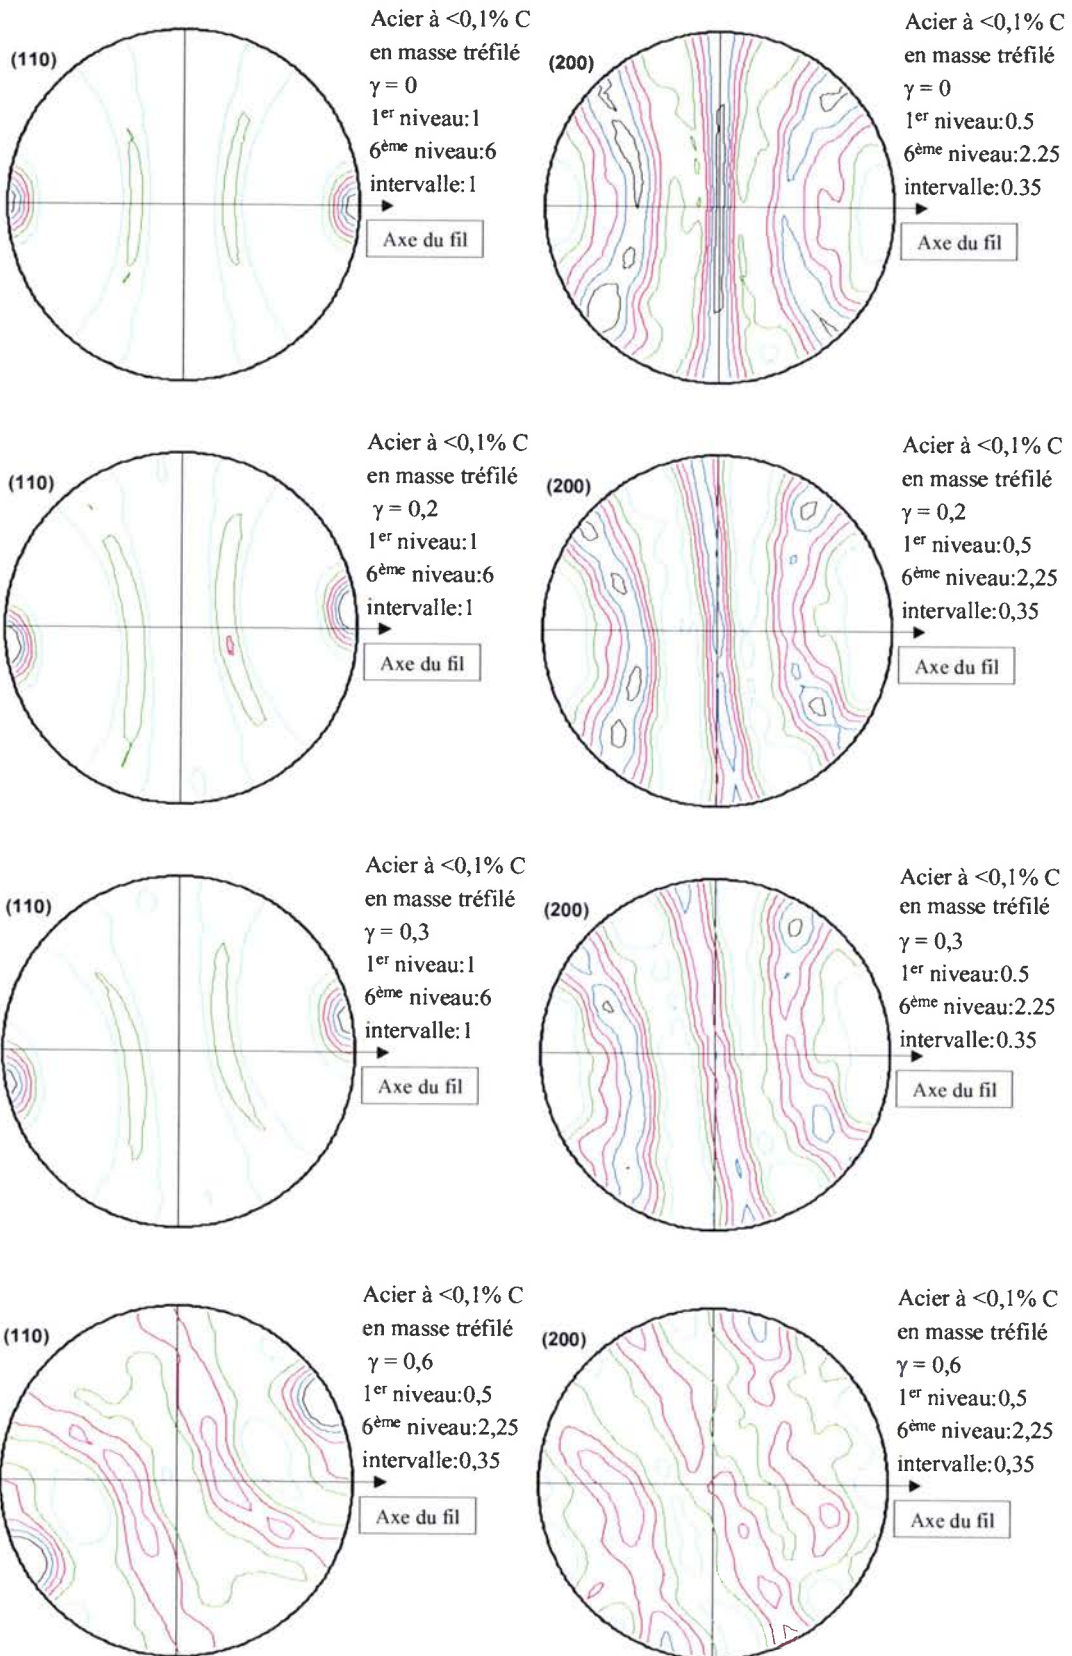 (110)
Acier à <0,1% C
en masse tréfilé
γ = 0
1er niveau:1
6ème niveau:6
intervalle:1
Axe du fil
(200)
Acier à <0,1% C
en masse tréfilé
γ = 0
1er niveau:0.5
6ème niveau:2.25
intervalle:0.35
Axe du fil
(110)
Acier à <0,1% C
en masse tréfilé
γ = 0,2
1er niveau:1
6ème niveau:6
intervalle:1
Axe du fil
(200)
Acier à <0,1% C
en masse tréfilé
γ = 0,2
1er niveau:0,5
6ème niveau:2,25
intervalle:0,35
Axe du fil
(110)
Acier à <0,1% C
en masse tréfilé
γ = 0,3
1er niveau:1
6ème niveau:6
intervalle:1
Axe du fil
(200)
Acier à <0,1% C
en masse tréfilé
γ = 0,3
1er niveau:0.5
6ème niveau:2.25
intervalle:0.35
Axe du fil
(110)
Acier à <0,1% C
en masse tréfilé
γ = 0,6
1er niveau:0,5
6ème niveau:2,25
intervalle:0,35
Axe du fil
(200)
Acier à <0,1% C
en masse tréfilé
γ = 0,6
1er niveau:0,5
6ème niveau:2,25
intervalle:0,35
Axe du fil